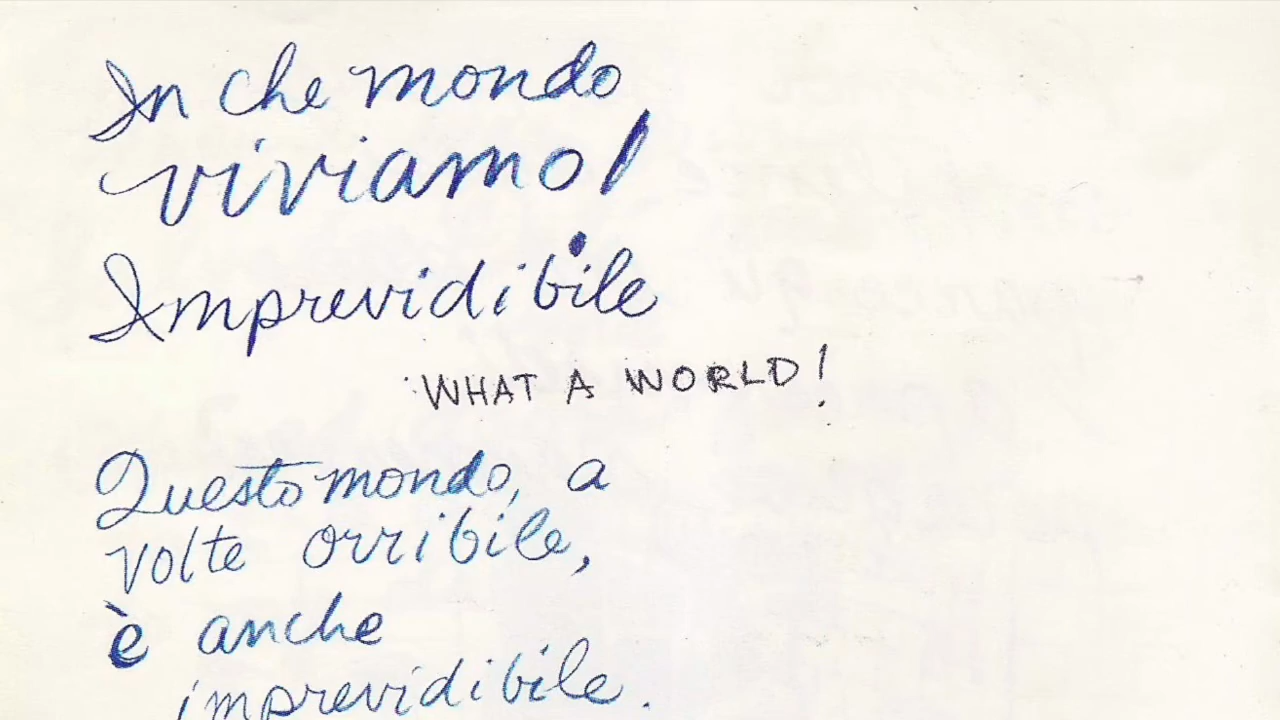 In che mondo
viviamo!
Imprevidibile
WHAT A WORLD!
Questo mondo, a
volte orribile,
è anche
imprevidibile.